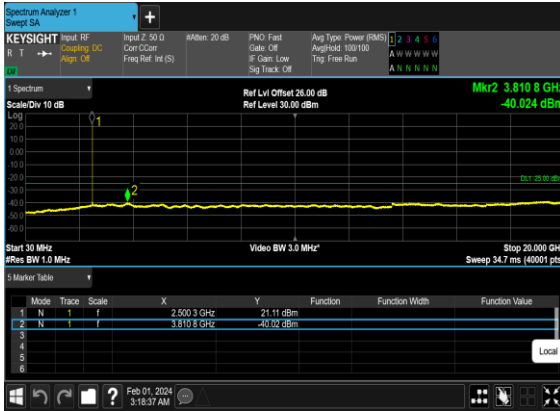 Spectrum Analyzer 1
Swept SA
+
KEYSIGHT Input: RF Input Z: 50 Ω #Atten: 20 dB PNO: Fast Avg Type: Power (RMS) 1 2 3 4 5 6
R T Coupling: DC Corr CCorr Gate: Off Avg|Hold: 100/100 A W W W W W
Align: Off Freq Ref: Int (S) IF Gain: Low Trig: Free Run
Sig Track: Off A N N N N N
1 Spectrum Ref Lvl Offset 26.00 dB Mkr2 3.810 8 GHz
Scale/Div 10 dB Ref Level 30.00 dBm -40.024 dBm
Log
20.0
10.0
0.00
-10.0
-20.0
-30.0
-40.0
-50.0
-60.0
1
2
Start 30 MHz Video BW 3.0 MHz* Stop 20.000 GHz
#Res BW 1.0 MHz Sweep 34.7 ms (40001 pts)
5 Marker Table
Mode Trace Scale X Y Function Function Width Function Value
1 N 1 f 2.500 3 GHz 21.11 dBm
2 N 1 f 3.810 8 GHz -40.02 dBm
3
4
5
6
Local
? Feb 01, 2024
3:18:37 AM